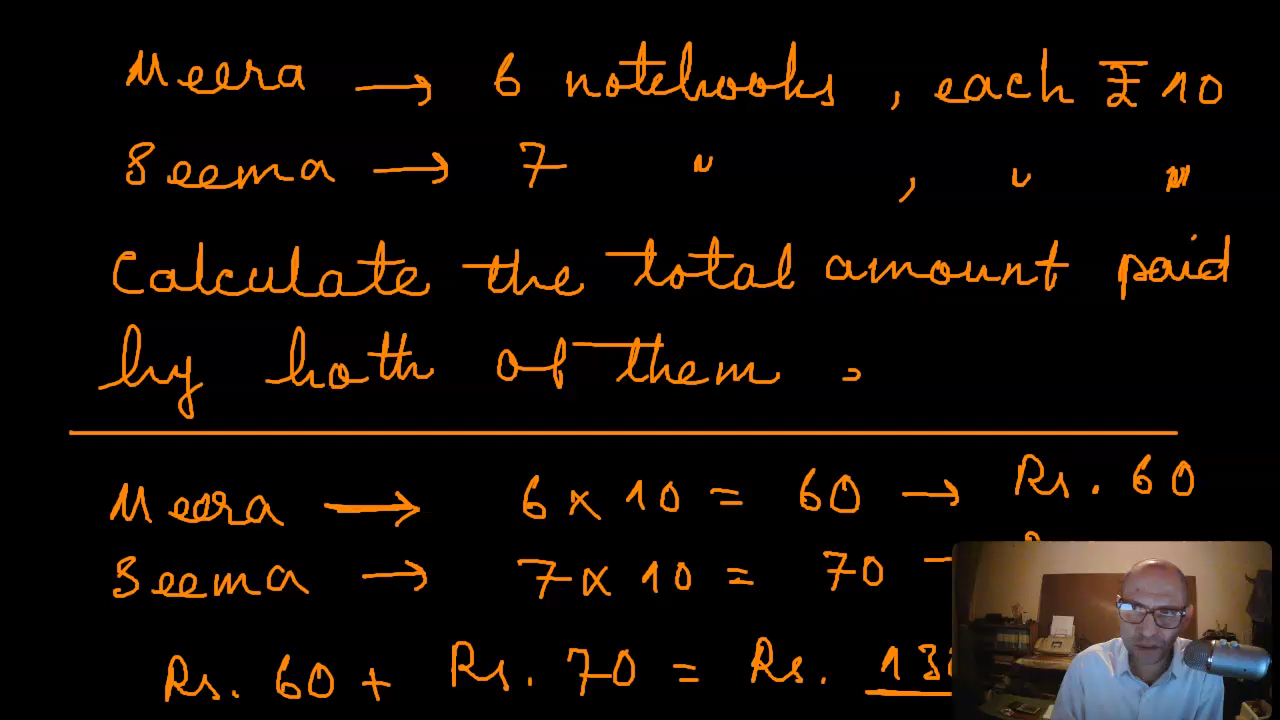 Meera → 6 notebooks, each ₹10
Seema → 7 " , " "
Calculate the total amount paid
by both of them.
Meera → 6 x 10 = 60 → Rs. 60
Seema → 7 x 10 = 70 →
Rs. 60 + Rs. 70 = Rs. 130